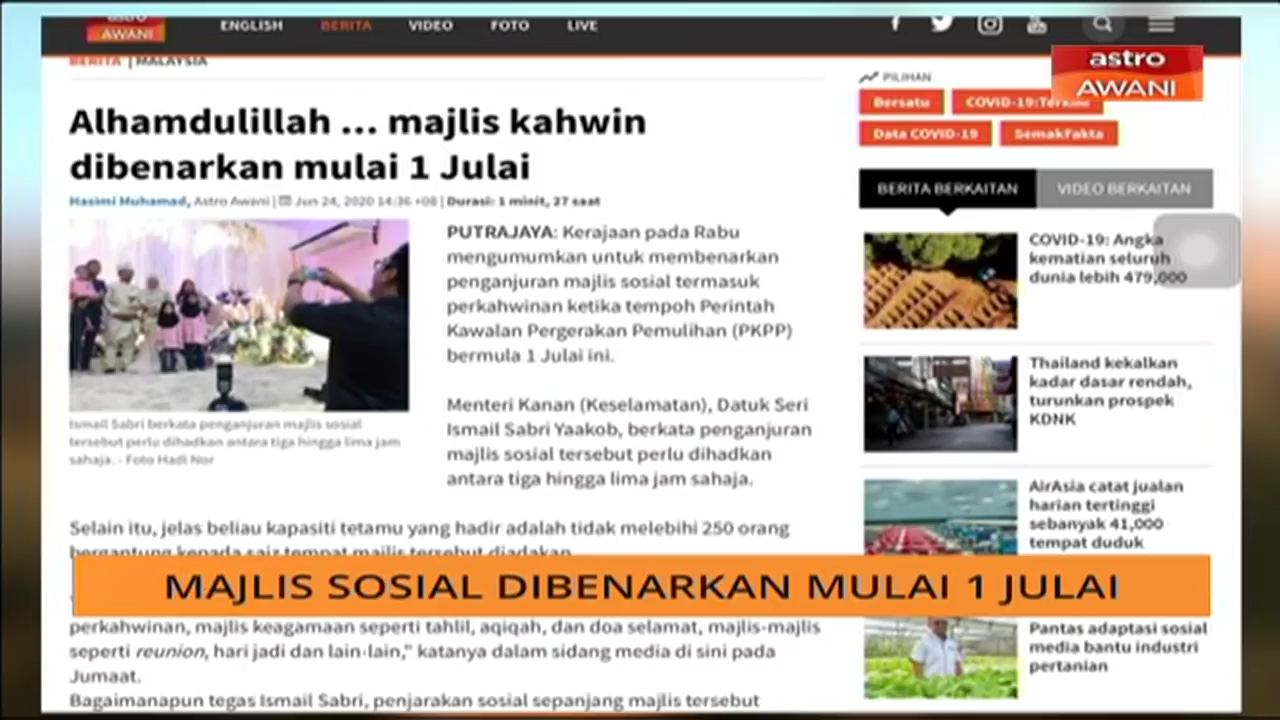 astro
AWANI
ENGLISH BERITA VIDEO FOTO LIVE
BERITA | MALAYSIA
Alhamdulillah ... majlis kahwin
dibenarkan mulai 1 Julai
Hasimi Muhamad, Astro Awani | Jun 24, 2020 14:36 +08 | Durasi: 1 minit, 27 saat
Ismail Sabri berkata penganjuran majlis sosial
tersebut perlu dihadkan antara tiga hingga lima jam
sahaja. - Foto Hadi Nor
PUTRAJAYA: Kerajaan pada Rabu
mengumumkan untuk membenarkan
penganjuran majlis sosial termasuk
perkahwinan ketika tempoh Perintah
Kawalan Pergerakan Pemulihan (PKPP)
bermula 1 Julai ini.
Menteri Kanan (Keselamatan), Datuk Seri
Ismail Sabri Yaakob, berkata penganjuran
majlis sosial tersebut perlu dihadkan
antara tiga hingga lima jam sahaja.
Selain itu, jelas beliau kapasiti tetamu yang hadir adalah tidak melebihi 250 orang
bergantung kepada saiz tempat majlis tersebut diadakan
MAJLIS SOSIAL DIBENARKAN MULAI 1 JULAI
perkahwinan, majlis keagamaan seperti tahlil, aqiqah, dan doa selamat, majlis-majlis
seperti reunion, hari jadi dan lain-lain," katanya dalam sidang media di sini pada
Jumaat.
Bagaimanapun tegas Ismail Sabri, penjarakan sosial sepanjang majlis tersebut
astro
AWANI
PILIHAN
Bersatu COVID-19:Terkini
Data COVID-19 SemakFakta
BERITA BERKAITAN VIDEO BERKAITAN
COVID-19: Angka
kematian seluruh
dunia lebih 479,000
Thailand kekalkan
kadar dasar rendah,
turunkan prospek
KDNK
AirAsia catat jualan
harian tertinggi
sebanyak 41,000
tempat duduk
Pantas adaptasi sosial
media bantu industri
pertanian